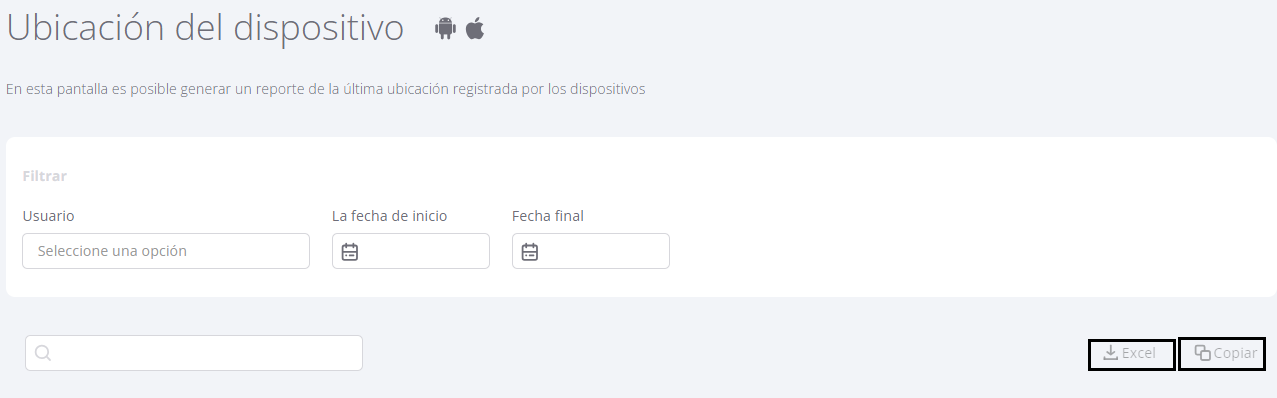 Ubicación del dispositivo
En esta pantalla es posible generar un reporte de la última ubicación registrada por los dispositivos
Filtrar
Usuario La fecha de inicio Fecha final
Seleccione una opción
Excel Copiar